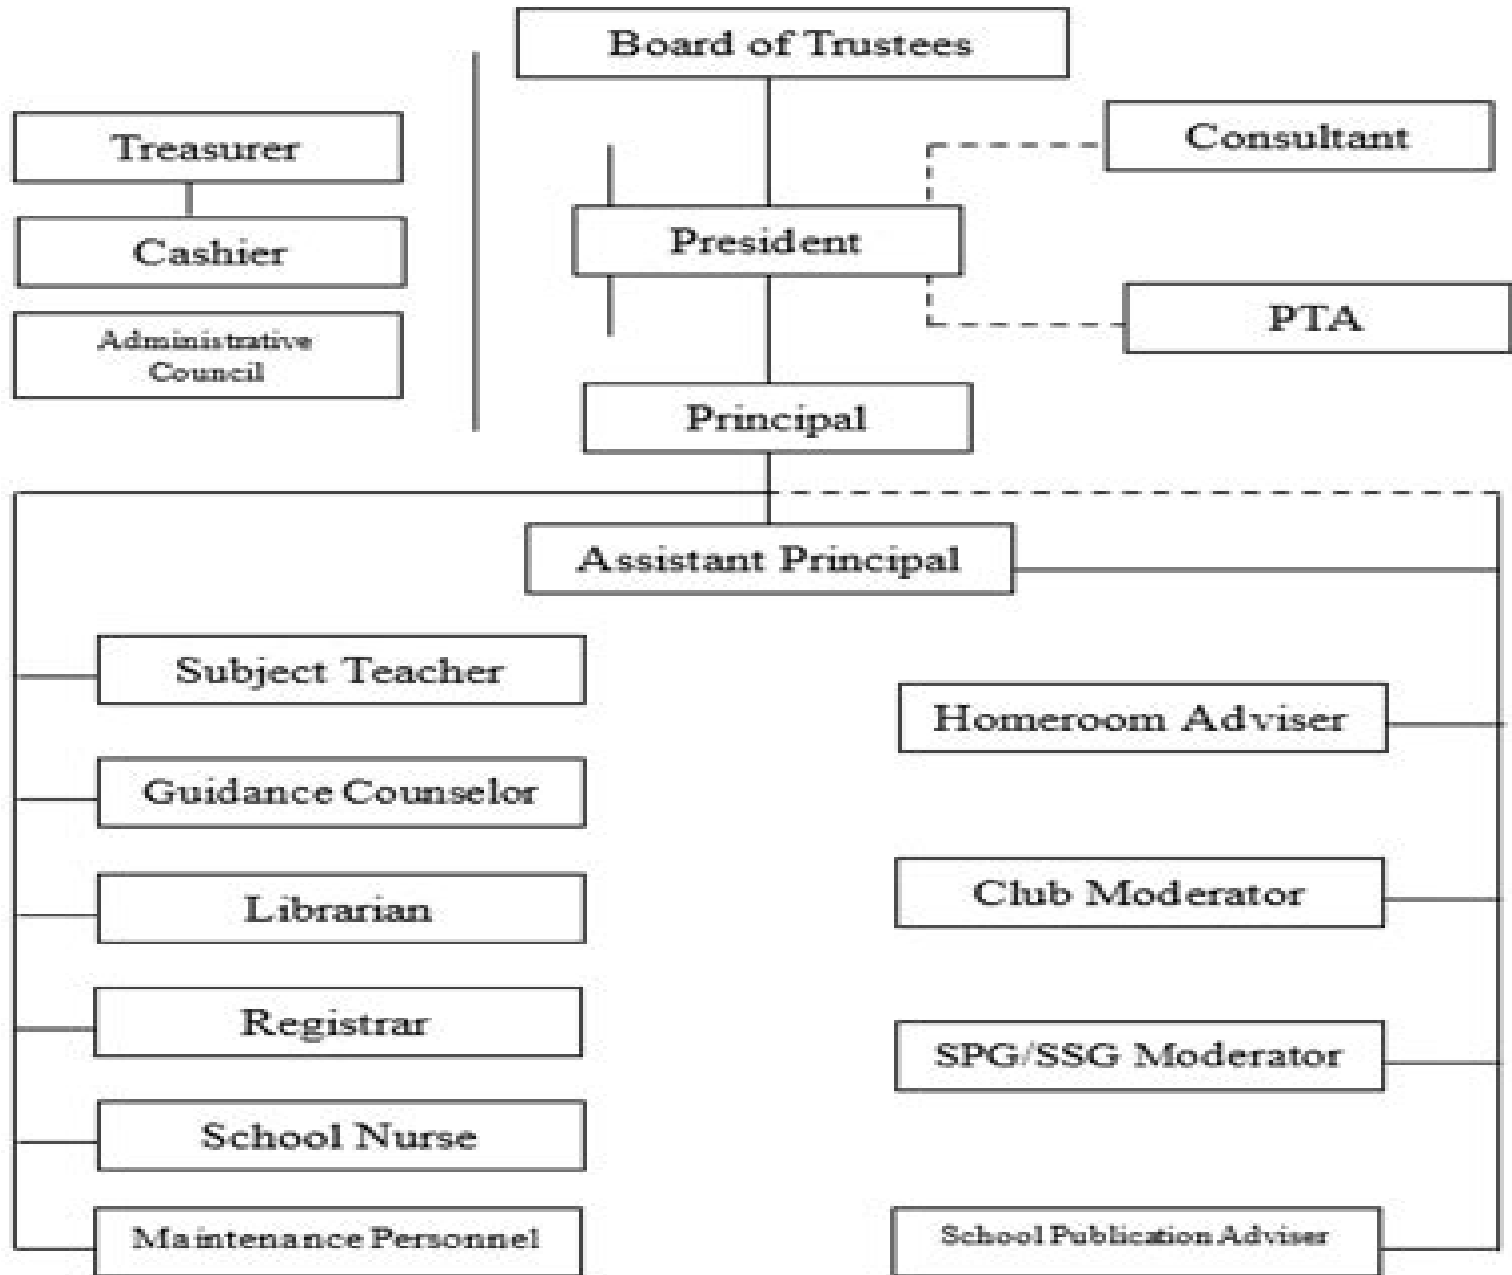 Board of Trustees
Treasurer
Consultant
Cashier
President
Administrative
Council
PTA
Principal
Assistant Principal
Subject Teacher
Homeroom Adviser
Guidance Counselor
Club Moderator
Librarian
Registrar
SPG/SSG Moderator
School Nurse
Maintenance Personnel
School Publication Adviser